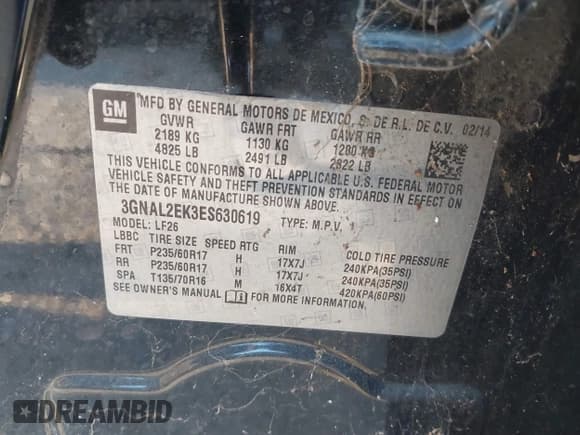 GM
MFD BY GENERAL MOTORS DE MEXICO, S. DE R.L. DE C.V. 02/14
GVWR GAWR FRT GAWR RR
2189 KG 1130 KG 1280 KG
4825 LB 2491 LB 2822 LB
THIS VEHICLE CONFORMS TO ALL APPLICABLE U.S. FEDERAL MOTOR
VEHICLE SAFETY AND THEFT PREVENTION STANDARDS IN EFFECT ON
THE DATE OF MANUFACTURE SHOWN ABOVE.
3GNAL2EK3ES630619 TYPE: M.P.V.
MODEL: LF26
LBBC TIRE SIZE SPEED RTG RIM COLD TIRE PRESSURE
FRT P235/60R17 H 17X7J 240KPA(35PSI)
RR P235/60R17 H 17X7J 240KPA(35PSI)
SPA T135/70R16 M 16X4T 420KPA(60PSI)
SEE OWNER'S MANUAL FOR MORE INFORMATION.
DREAMBID